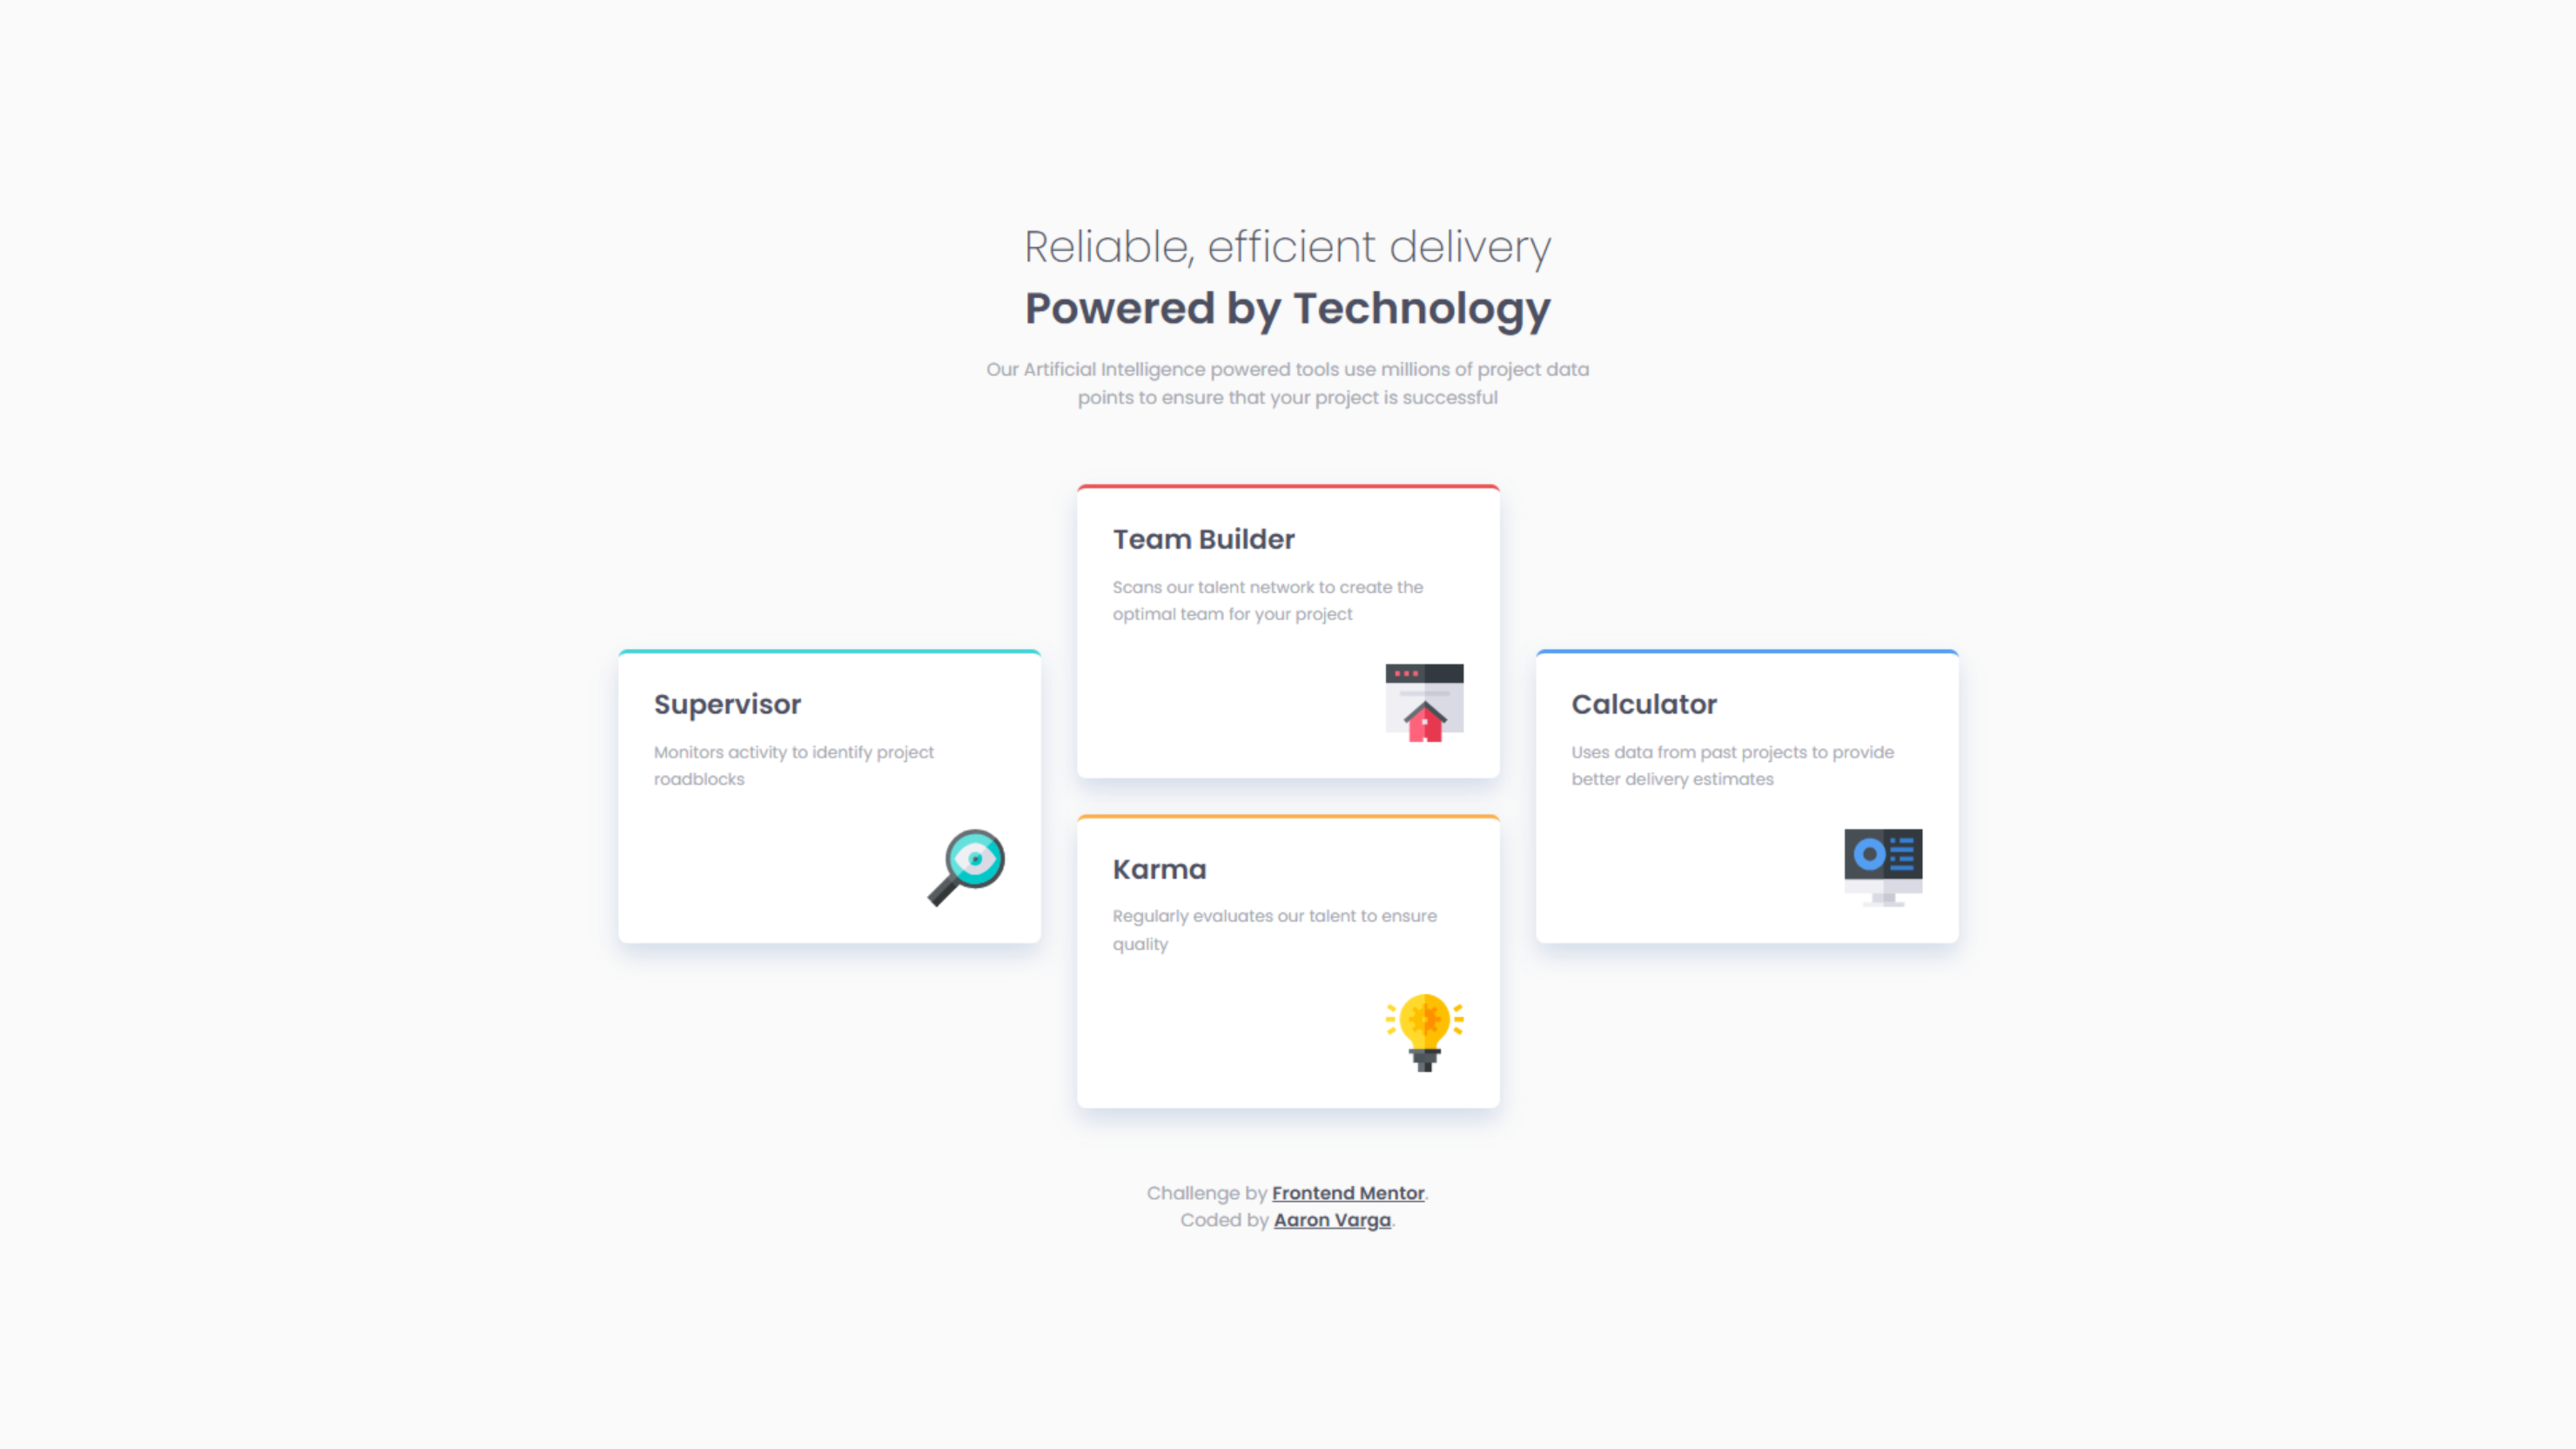 Reliable, efficient delivery
Powered by Technology
Our Artificial Intelligence powered tools use millions of project data
points to ensure that your project is successful
Supervisor
Monitors activity to identify project
roadblocks
Team Builder
Scans our talent network to create the
optimal team for your project
Karma
Regularly evaluates our talent to ensure
quality
Calculator
Uses data from past projects to provide
better delivery estimates
Challenge by Frontend Mentor.
Coded by Aaron Varga.